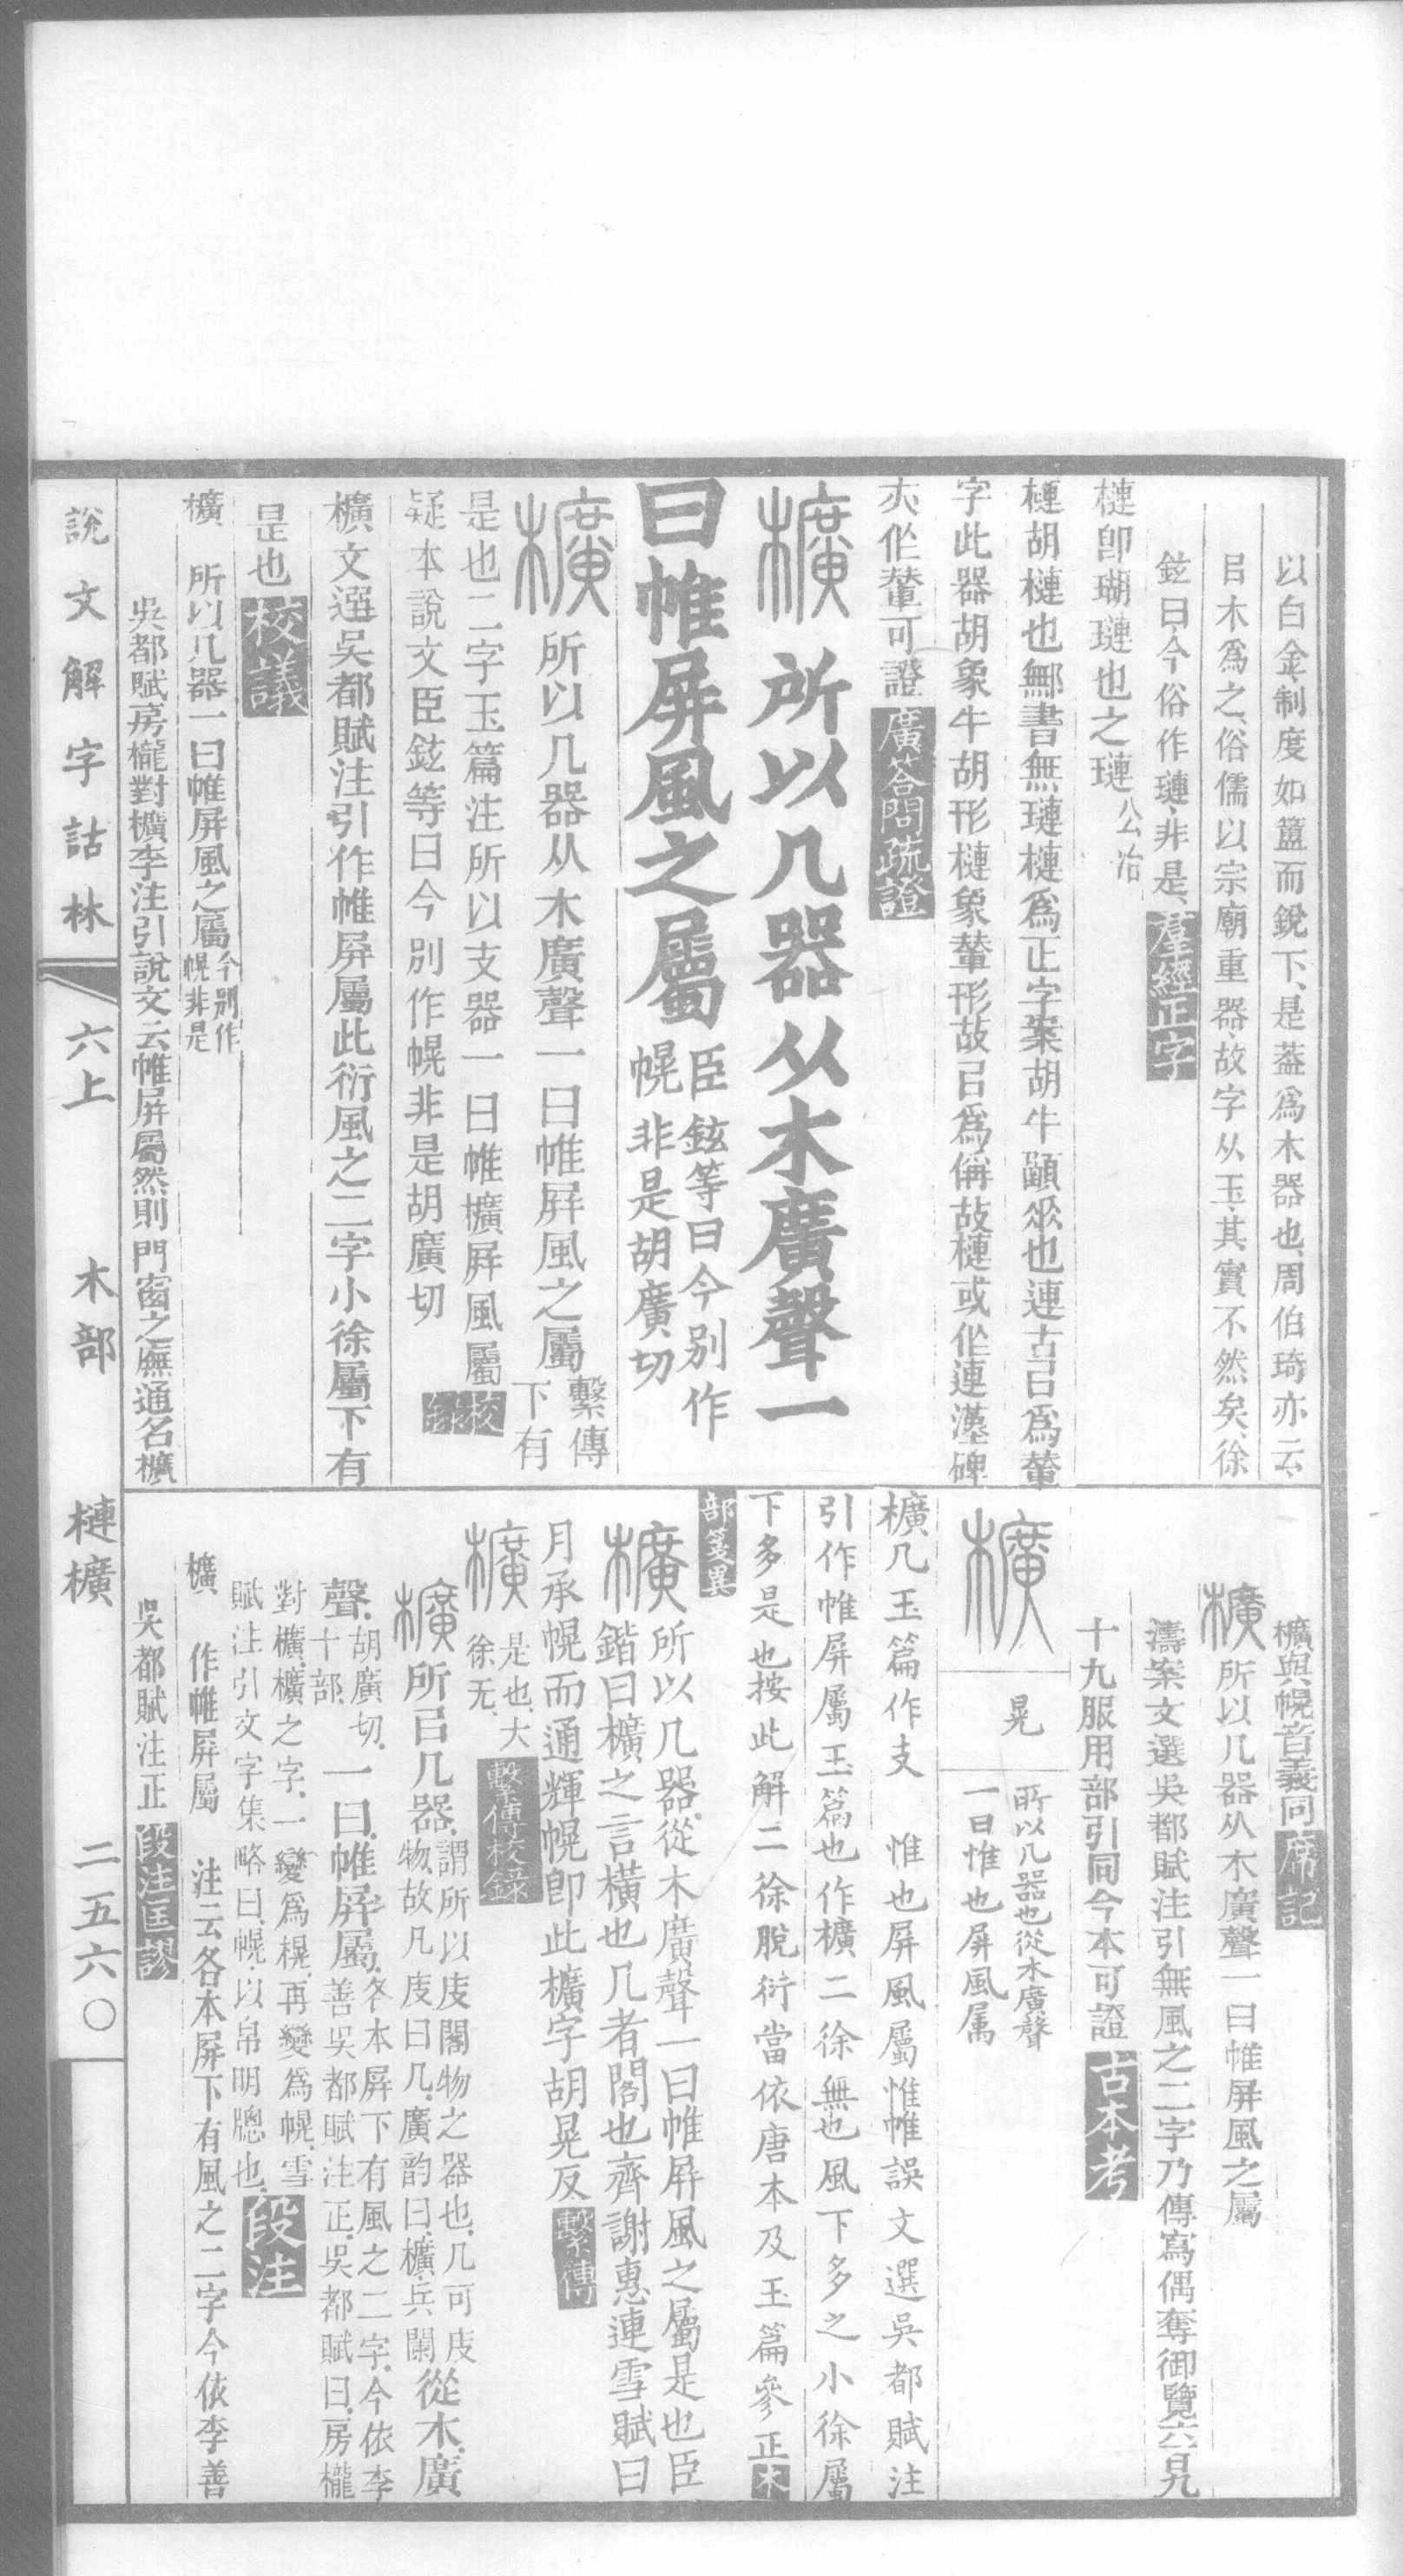 以白金制度如簠而銳下是葢爲木器也周伯琦亦云
㠯木爲之俗儒以宗廟重器故字从玉其實不然矣徐
鉉曰今俗作璉非是羣經正字
槤卽瑚璉也之璉公冶
槤胡槤也鄦書無璉槤爲正字案胡牛顄𠂹也連古㠯爲輦
字此器胡象牛胡形槤象輦形故㠯爲偁故槤或作連漢碑
亦作輦可證廣答問疏證
櫎所以几器从木廣聲一
曰帷屏風之屬臣鉉等曰今別作
幌非是胡廣切
櫎所以几器从木廣聲一曰帷屏風之屬繫傳
下有
是也二字玉篇注所以支器一曰帷櫎屏風屬校
錄
疑本說文臣鉉等曰今別作幌非是胡廣切
櫎文選吳都賦注引作帷屏屬此衍風之二字小徐屬下有
是也校議
櫎 所以几器一曰帷屏風之屬今別作
幌非是
吳都賦房櫳對櫎李注引說文云帷屏屬然則門窗之廡通名櫎
櫎與幌音義同席記
櫎所以几器从木廣聲一曰帷屏風之屬
濤案文選吳都賦注引無風之二字乃傳寫偶奪御覽六百九
十九服用部引同今本可證古本考
櫎
晃
所以几器也從木廣聲
一曰惟也屏風属
櫎几玉篇作支 惟也屏風屬惟帷誤文選吳都賦注
引作帷屏屬玉篇也作櫎二徐無也風下多之小徐屬
下多是也按此解二徐脫衍當依唐本及玉篇參正木
部箋異
櫎所以几器從木廣聲一曰帷屏風之屬是也臣
鍇曰櫎之言橫也几者閣也齊謝惠連雪賦曰
月承幌而通輝幌卽此櫎字胡晃反繫傳
櫎是也大
徐无繫傳校錄
櫎所㠯几器謂所以庋閣物之器也几可庋
物故凡庋曰几廣韵曰櫎兵闌從木廣
聲胡廣切
十部一曰帷屏屬各本屏下有風之二字今依李
善吳都賦注正吳都賦曰房櫳
對櫎櫎之字一變爲榥再變爲幌雪
賦注引文字集略曰幌以帛明牕也段注
櫎 作帷屏屬 注云各本屏下有風之二字今依李善
吳都賦注正段注匡謬
說文解字詁林 六上 木部 槤櫎 二五六〇